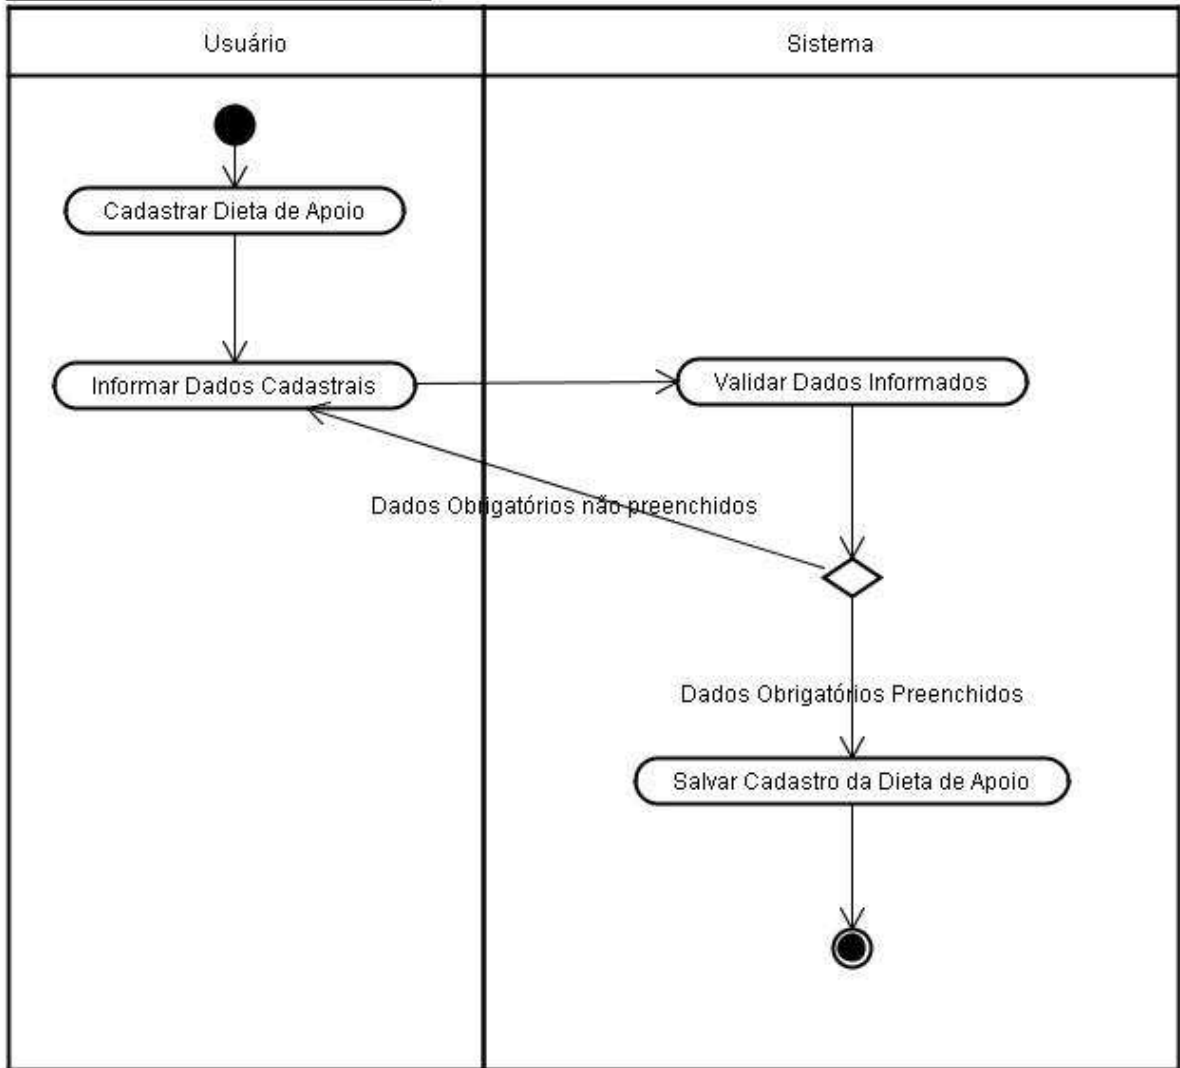 Usuário
Sistema
Cadastrar Dieta de Apoio
Informar Dados Cadastrais
Validar Dados Informados
Dados Obrigatórios não preenchidos
Dados Obrigatórios Preenchidos
Salvar Cadastro da Dieta de Apoio